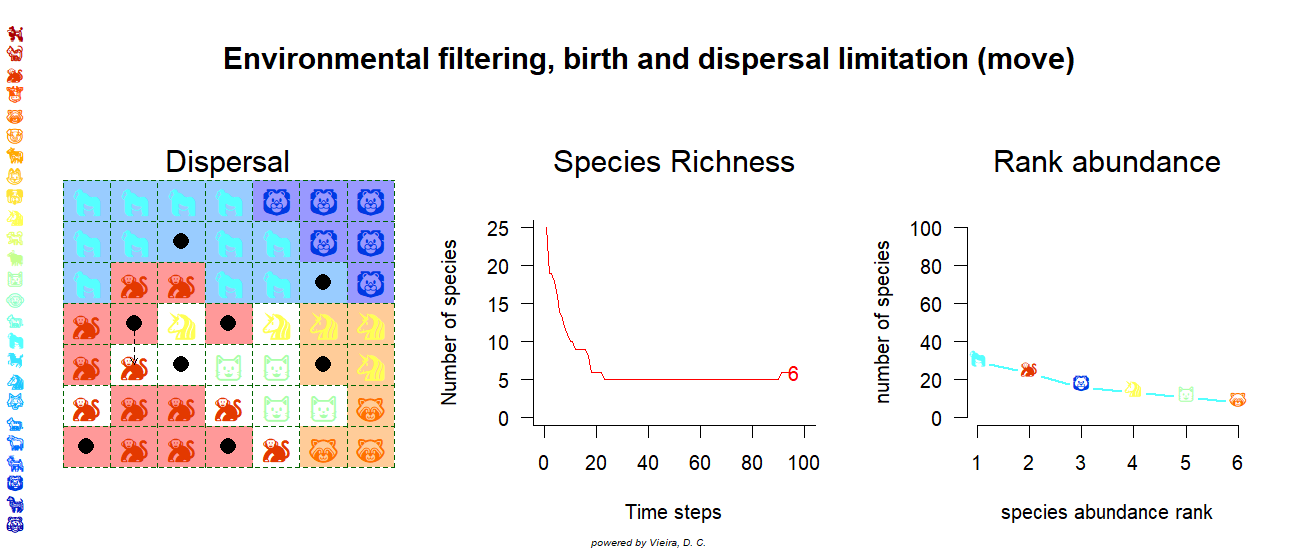 Environmental filtering, birth and dispersal limitation (move)
Dispersal
Species Richness
Rank abundance
Number of species
25
20
15
10
5
0
6
0 20 40 60 80 100
Time steps
number of species
100
80
60
40
20
0
1 2 3 4 5 6
species abundance rank
powered by Vieira, D. C.